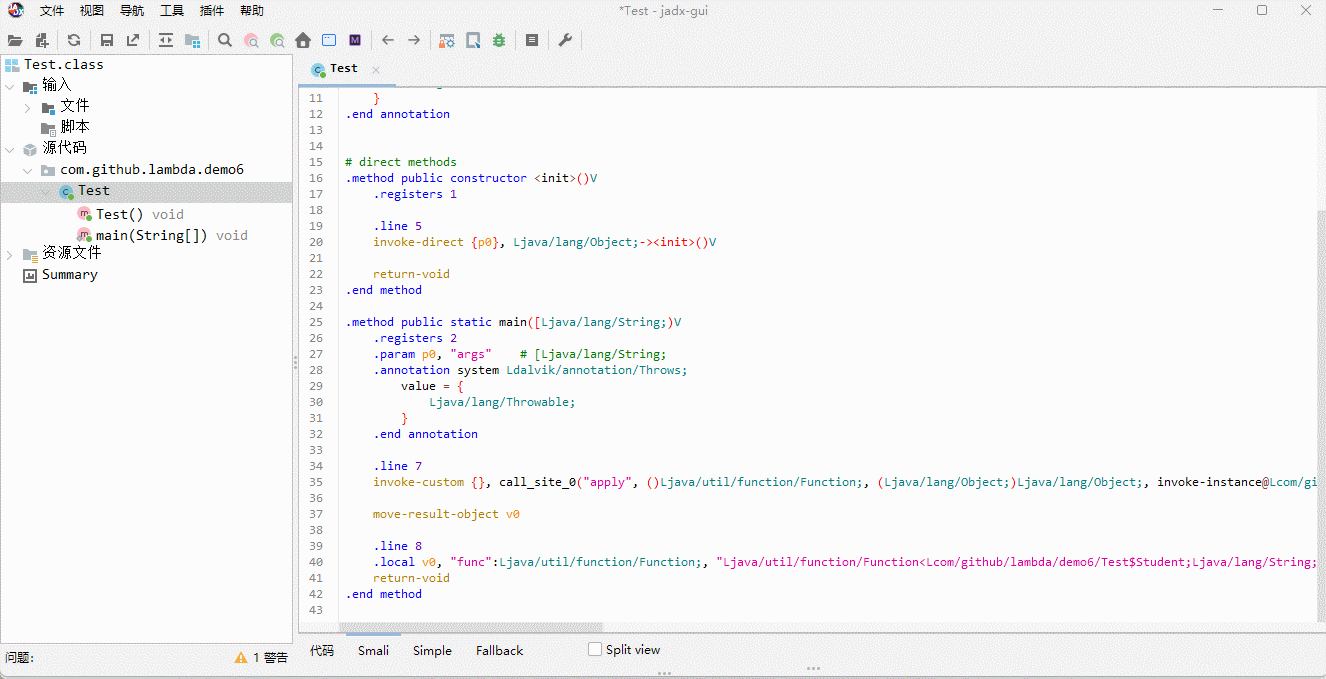 文件 视图 导航 工具 插件 帮助 *Test - jadx-gui
Test.class
输入
文件
脚本
源代码
com.github.lambda.demo6
Test
Test() void
main(String[]) void
资源文件
Summary
问题: 1 警告
Test
11 }
12 .end annotation
13
14
15 # direct methods
16 .method public constructor <init>()V
17 .registers 1
18
19 .line 5
20 invoke-direct {p0}, Ljava/lang/Object;-><init>()V
21
22 return-void
23 .end method
24
25 .method public static main([Ljava/lang/String;)V
26 .registers 2
27 .param p0, "args" # [Ljava/lang/String;
28 .annotation system Ldalvik/annotation/Throws;
29 value = {
30 Ljava/lang/Throwable;
31 }
32 .end annotation
33
34 .line 7
35 invoke-custom {}, call_site_0("apply", ()Ljava/util/function/Function;, (Ljava/lang/Object;)Ljava/lang/Object;, invoke-instance@Lcom/gi
36
37 move-result-object v0
38
39 .line 8
40 .local v0, "func":Ljava/util/function/Function;, "Ljava/util/function/Function<Lcom/github/lambda/demo6/Test$Student;Ljava/lang/String;
41 return-void
42 .end method
43
代码 Smali Simple Fallback Split view